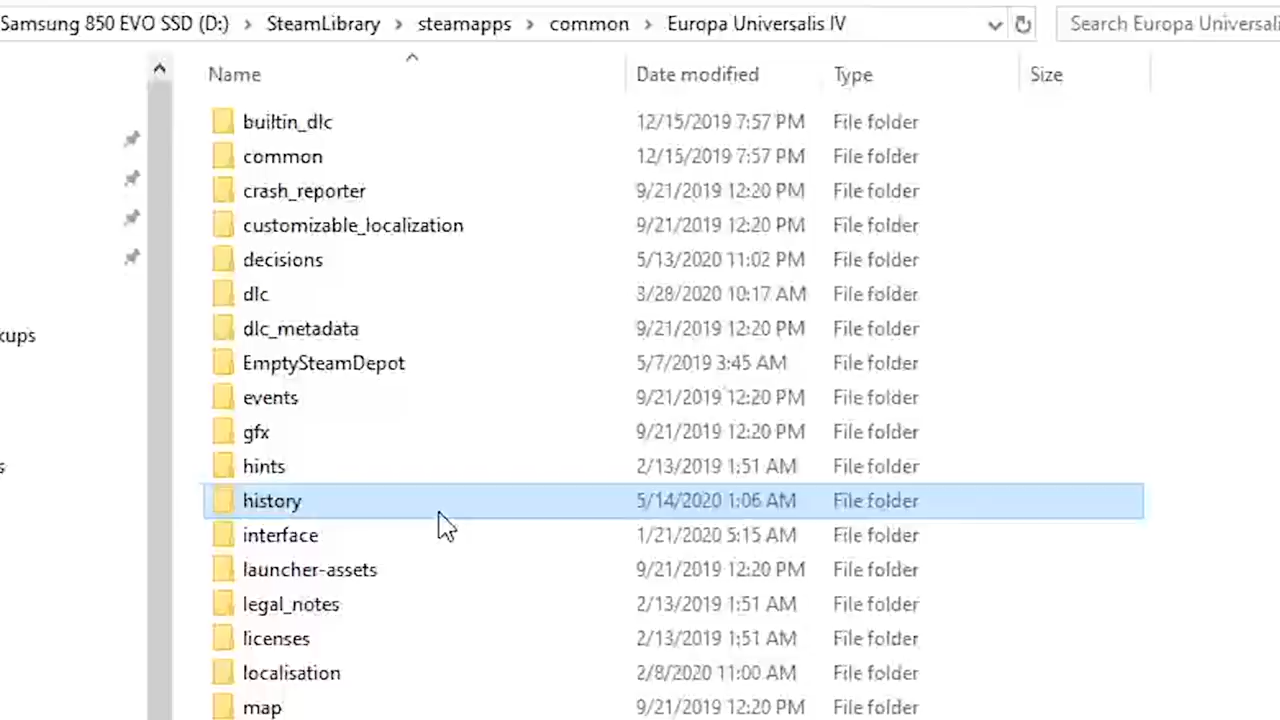 Samsung 850 EVO SSD (D:) > SteamLibrary > steamapps > common > Europa Universalis IV Search Europa Universali
Name Date modified Type Size
builtin_dlc 12/15/2019 7:57 PM File folder
common 12/15/2019 7:57 PM File folder
crash_reporter 9/21/2019 12:20 PM File folder
customizable_localization 9/21/2019 12:20 PM File folder
decisions 5/13/2020 11:02 PM File folder
dlc 3/28/2020 10:17 AM File folder
dlc_metadata 9/21/2019 12:20 PM File folder
kups
EmptySteamDepot 5/7/2019 3:45 AM File folder
events 9/21/2019 12:20 PM File folder
gfx 9/21/2019 12:20 PM File folder
hints 2/13/2019 1:51 AM File folder
s
history 5/14/2020 1:06 AM File folder
interface 1/21/2020 5:15 AM File folder
launcher-assets 9/21/2019 12:20 PM File folder
legal_notes 2/13/2019 1:51 AM File folder
licenses 2/13/2019 1:51 AM File folder
localisation 2/8/2020 11:00 AM File folder
map 9/21/2019 12:20 PM File folder